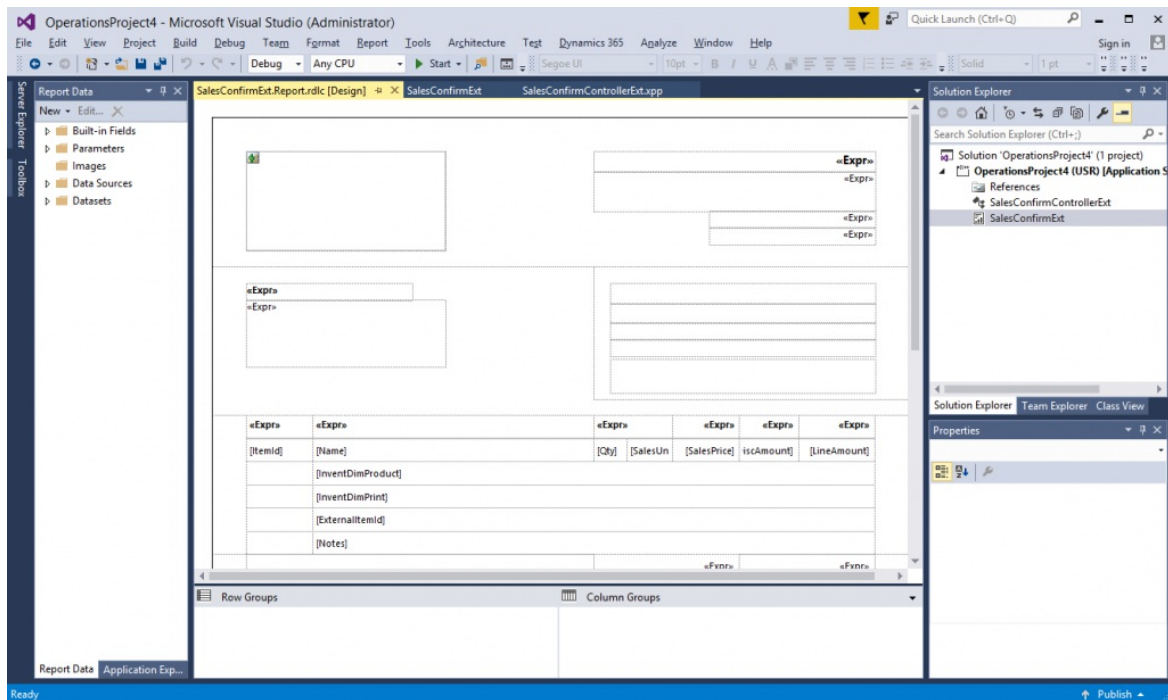 OperationsProject4 - Microsoft Visual Studio (Administrator)
Quick Launch (Ctrl+Q)
File Edit View Project Build Debug Team Format Report Tools Architecture Test Dynamics 365 Analyze Window Help
Sign in
Debug Any CPU Start Segoe UI 10pt B I U A Solid 1 pt
Server Explorer
Toolbox
Report Data
New Edit...
Built-in Fields
Parameters
Images
Data Sources
Datasets
Report Data Application Exp...
SalesConfirmExt.Report.rdlc [Design] SalesConfirmExt SalesConfirmControllerExt.xpp
«Expr»
«Expr»
«Expr»
«Expr»
«Expr»
«Expr»
«Expr» «Expr» «Expr» «Expr» «Expr» «Expr»
[ItemId] [Name] [Qty] [SalesUn [SalesPrice] iscAmount] [LineAmount]
[InventDimProduct]
[InventDimPrint]
[ExternalItemId]
[Notes]
«Expr» «Expr»
Row Groups Column Groups
Solution Explorer
Search Solution Explorer (Ctrl+;)
Solution 'OperationsProject4' (1 project)
OperationsProject4 (USR) [Application S
References
SalesConfirmControllerExt
SalesConfirmExt
Solution Explorer Team Explorer Class View
Properties
Ready
Publish